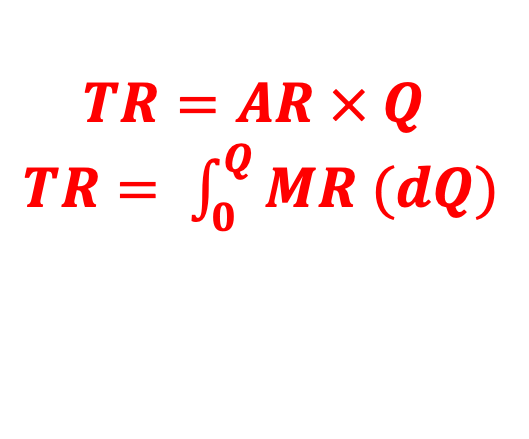 TR = AR × Q
TR = ∫₀^Q MR (dQ)